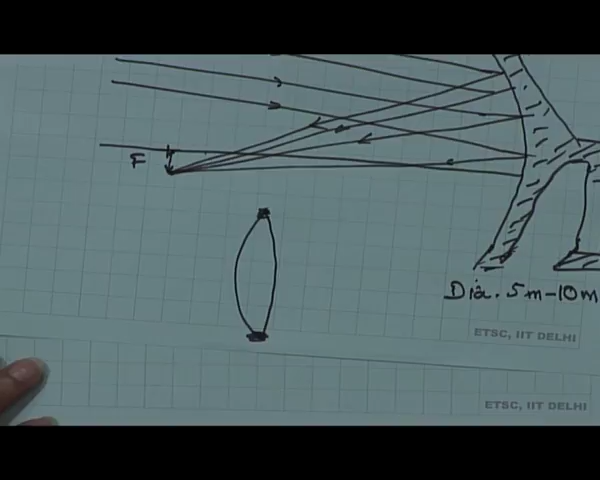 F
Dia. 5m-10m
ETSC, IIT DELHI
ETSC, IIT DELHI